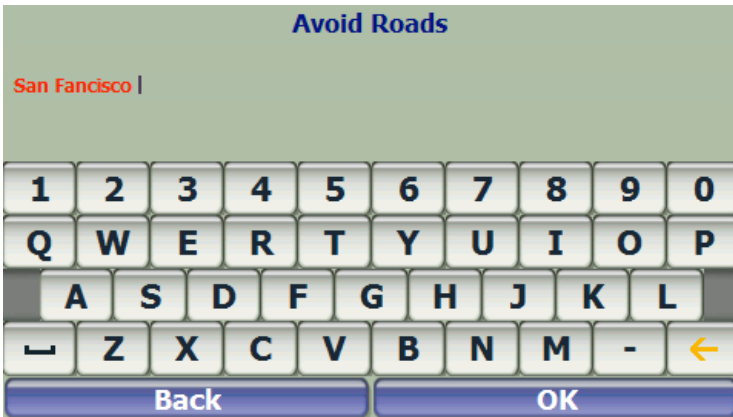 Avoid Roads
San Fancisco
1 2 3 4 5 6 7 8 9 0
Q W E R T Y U I O P
A S D F G H J K L
Z X C V B N M -
Back OK